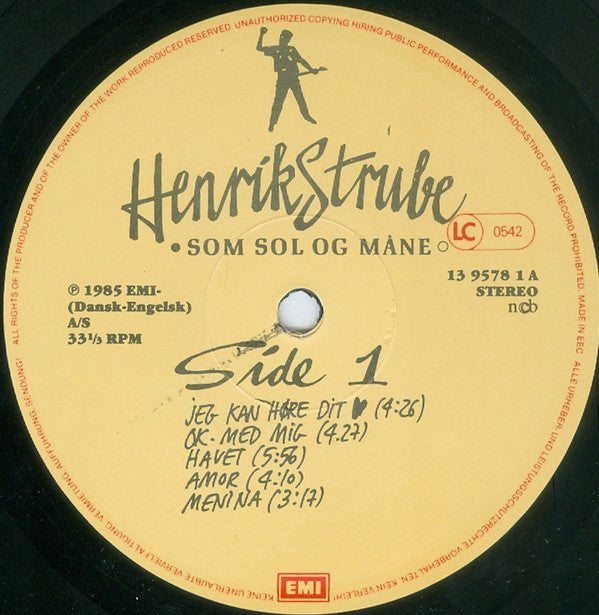 ALL RIGHTS OF THE PRODUCER AND OF THE OWNER OF THE WORK REPRODUCED RESERVED. UNAUTHORIZED COPYING HIRING PUBLIC PERFORMANCE AND BROADCASTING OF THE RECORD PROHIBITED. MADE IN EEC
Henrik Strube
• SOM SOL OG MÅNE ○
LC 0542
℗ 1985 EMI-
(Dansk-Engelsk)
A/S
33⅓ RPM
13 9578 1 A
STEREO
ncb
Side 1
JEG KAN HØRE DIT ♥ (4:26)
OK. MED MIG (4.27)
HAVET (5:56)
AMOR (4:10)
MENINA (3:17)
EMI
ALLE URHEBER UND LEISTUNGSSCHUTZRECHTE VORBEHALTEN. KEIN VERLEIH! KEINE UNERLAUBTE VERVIELFALTIGUNG, VERMIETUNG, AUFFUHRUNG, SENDUNG!